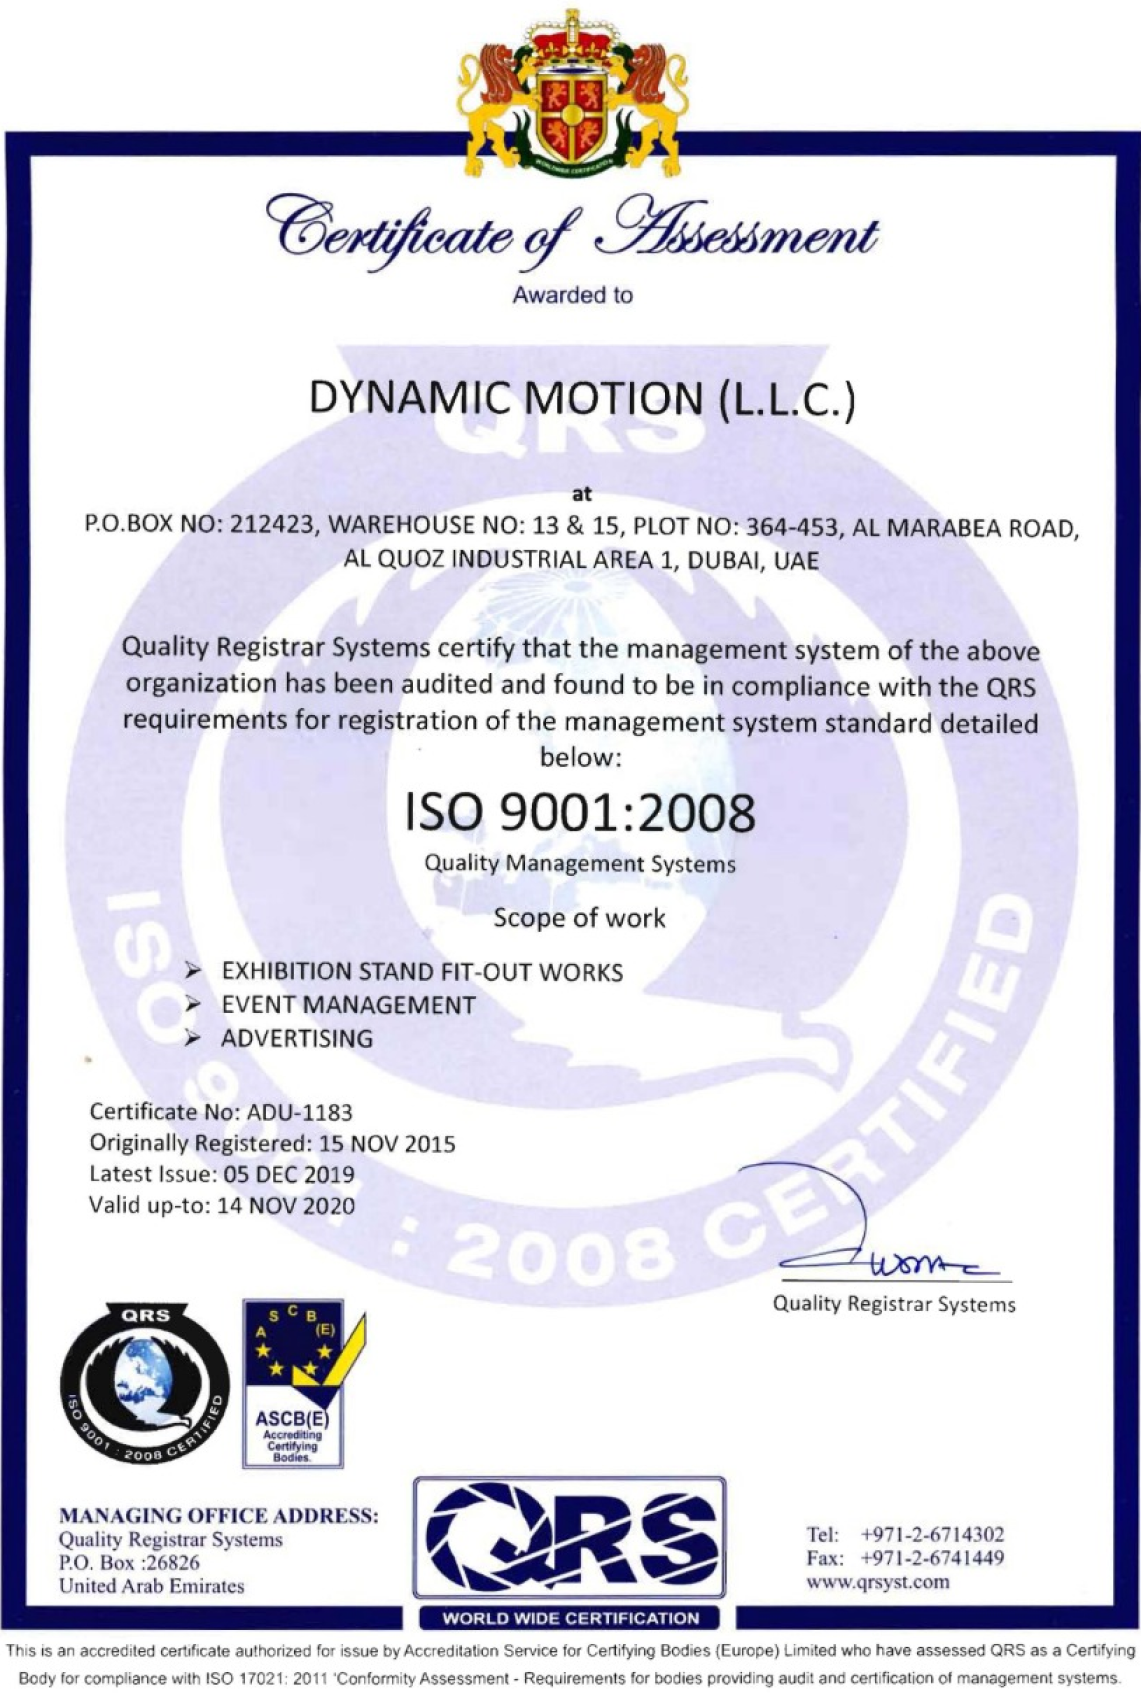 WORLDWIDE CERTIFICATION
Certificate of Assessment
Awarded to
DYNAMIC MOTION (L.L.C.)
QRS
at
P.O.BOX NO: 212423, WAREHOUSE NO: 13 & 15, PLOT NO: 364-453, AL MARABEA ROAD,
AL QUOZ INDUSTRIAL AREA 1, DUBAI, UAE
Quality Registrar Systems certify that the management system of the above
organization has been audited and found to be in compliance with the QRS
requirements for registration of the management system standard detailed
below:
ISO 9001:2008
Quality Management Systems
Scope of work
➢ EXHIBITION STAND FIT-OUT WORKS
➢ EVENT MANAGEMENT
➢ ADVERTISING
ISO 9001 : 2008 CERTIFIED
Certificate No: ADU-1183
Originally Registered: 15 NOV 2015
Latest Issue: 05 DEC 2019
Valid up-to: 14 NOV 2020
Quality Registrar Systems
QRS
ISO 9001 : 2008 CERTIFIED
A S C B (E)
ASCB(E)
Accrediting
Certifying
Bodies.
MANAGING OFFICE ADDRESS:
Quality Registrar Systems
P.O. Box :26826
United Arab Emirates
QRS
WORLD WIDE CERTIFICATION
Tel: +971-2-6714302
Fax: +971-2-6741449
www.qrsyst.com
This is an accredited certificate authorized for issue by Accreditation Service for Certifying Bodies (Europe) Limited who have assessed QRS as a Certifying
Body for compliance with ISO 17021: 2011 'Conformity Assessment - Requirements for bodies providing audit and certification of management systems.